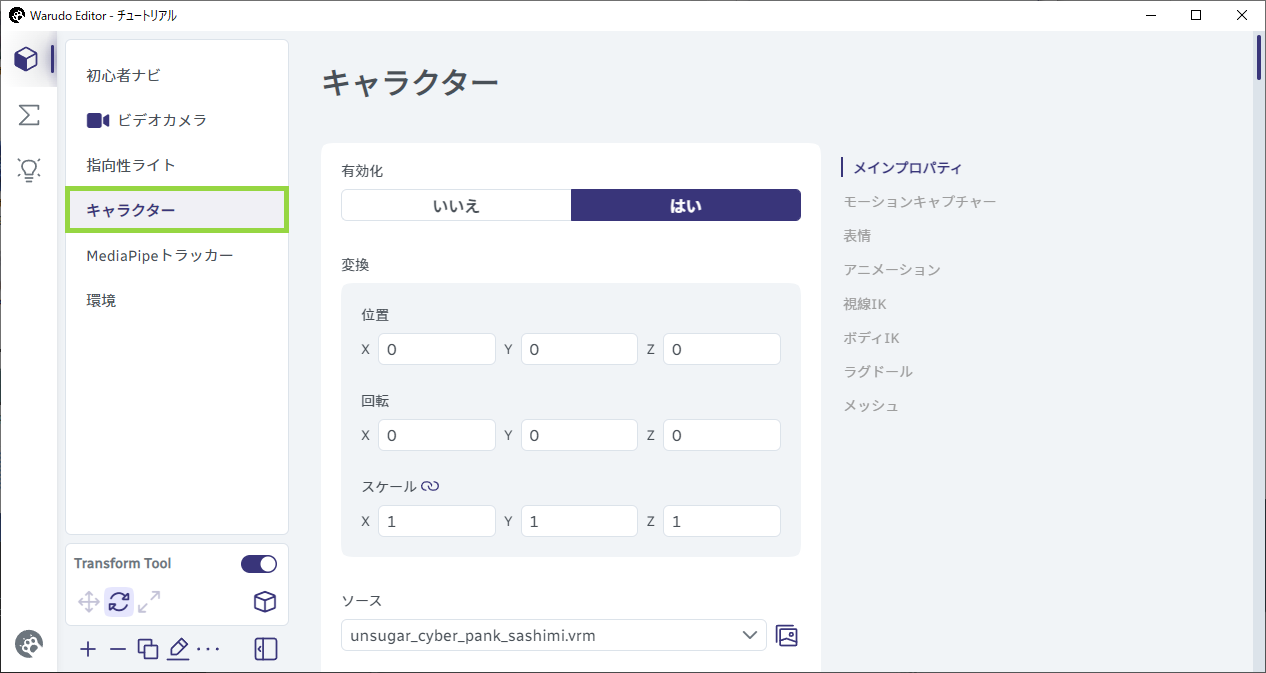 Warudo Editor - チュートリアル
初心者ナビ
ビデオカメラ
指向性ライト
キャラクター
MediaPipeトラッカー
環境
Transform Tool
キャラクター
有効化
いいえ はい
変換
位置
X 0 Y 0 Z 0
回転
X 0 Y 0 Z 0
スケール
X 1 Y 1 Z 1
ソース
unsugar_cyber_pank_sashimi.vrm
メインプロパティ
モーションキャプチャー
表情
アニメーション
視線IK
ボディIK
ラグドール
メッシュ